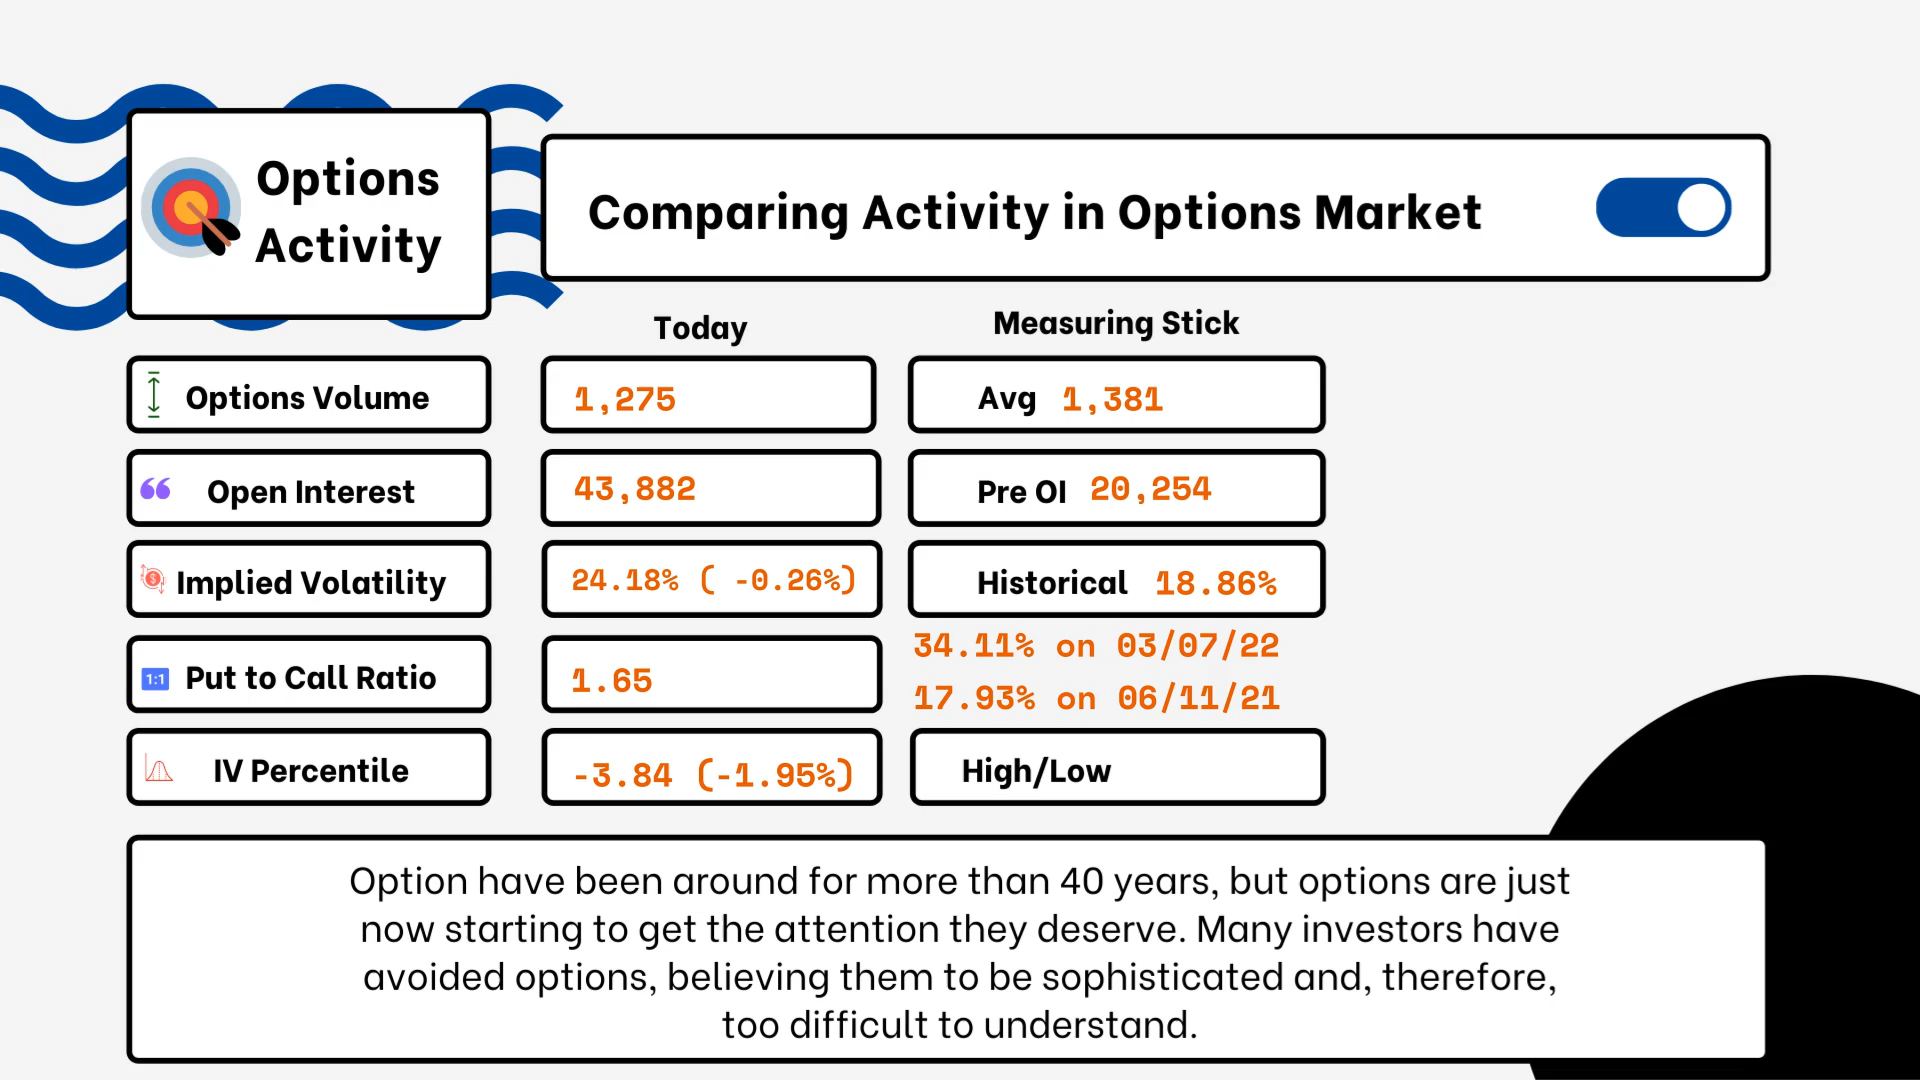 Options
Activity
Comparing Activity in Options Market
Today
Measuring Stick
Options Volume
1,275
Avg 1,381
Open Interest
43,882
Pre OI 20,254
Implied Volatility
24.18% ( -0.26%)
Historical 18.86%
1:1 Put to Call Ratio
1.65
34.11% on 03/07/22
17.93% on 06/11/21
IV Percentile
-3.84 (-1.95%)
High/Low
Option have been around for more than 40 years, but options are just
now starting to get the attention they deserve. Many investors have
avoided options, believing them to be sophisticated and, therefore,
too difficult to understand.